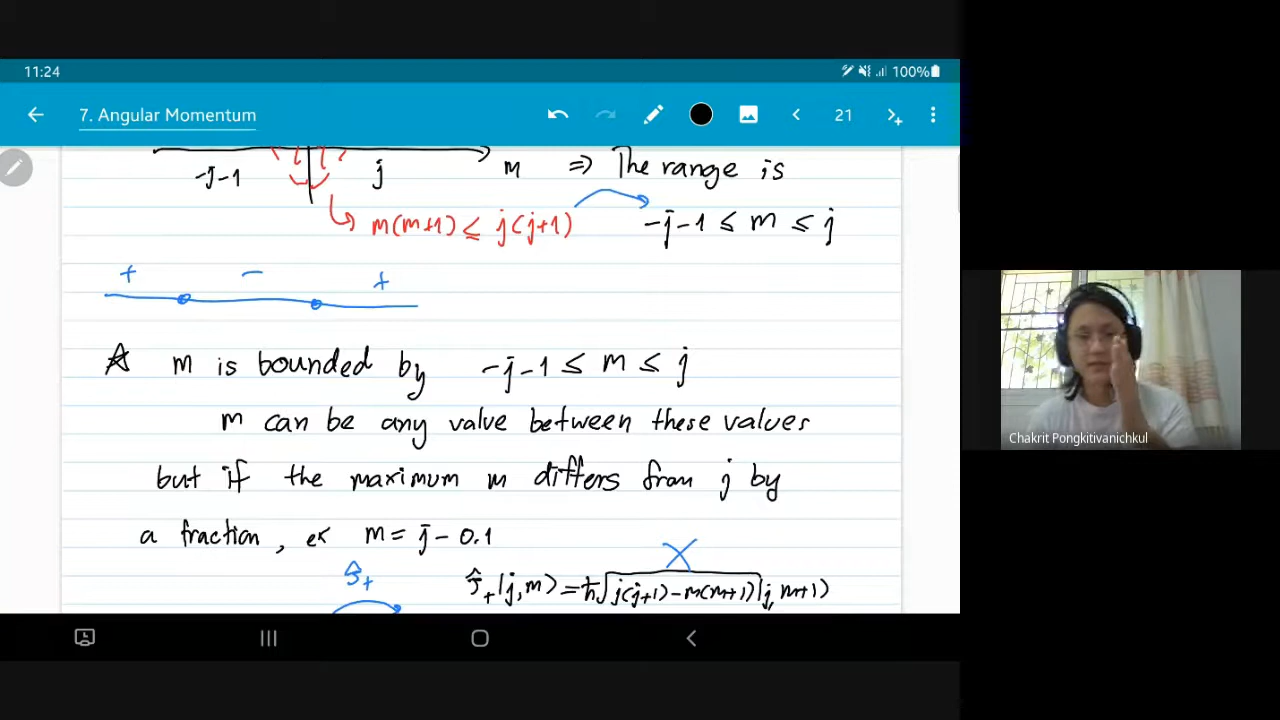 11:24
100%
7. Angular Momentum
21
-j-1 j m ⇒ The range is
m(m+1) ≤ j(j+1) -j-1 ≤ m ≤ j
+ - +
☆ m is bounded by -j-1 ≤ m ≤ j
m can be any value between these values
but if the maximum m differs from j by
a fraction, ex m = j - 0.1
Ĵ₊ X
Ĵ₊|j,m⟩ = ħ√j(j+1)-m(m+1) |j,m+1⟩
Chakrit Pongkitivanichkul